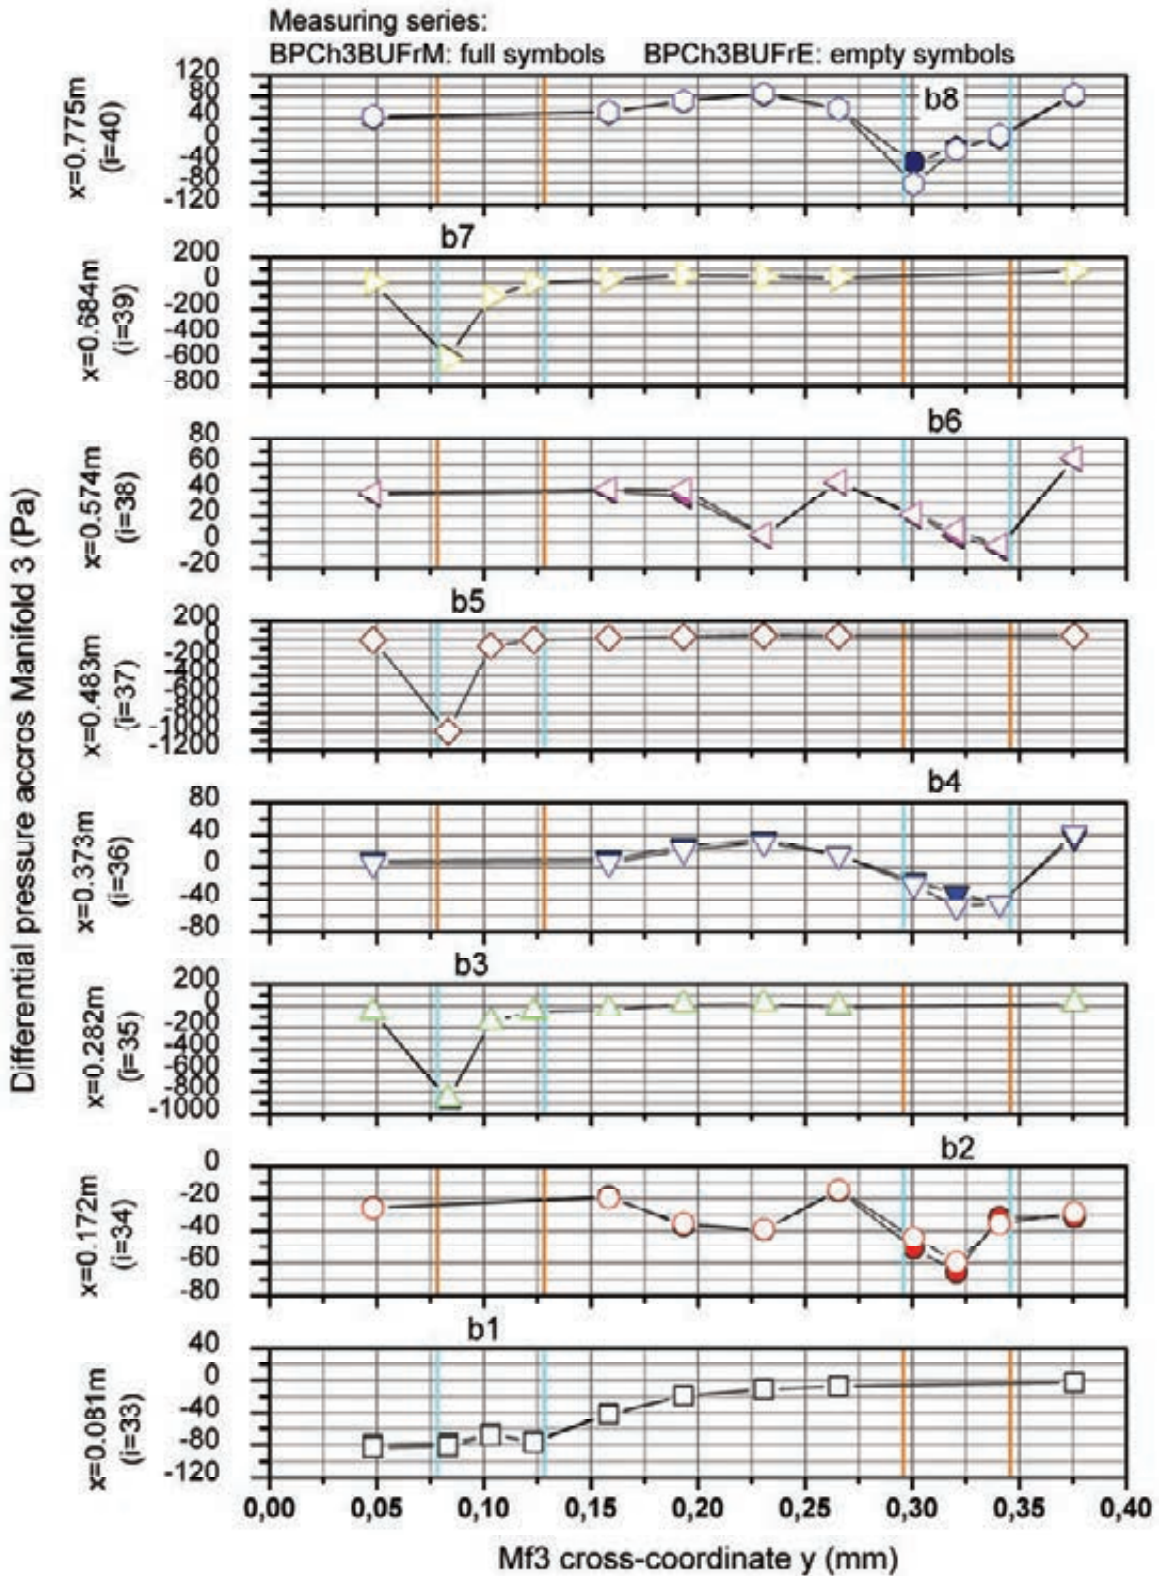 Measuring series:
BPCh3BUFrM: full symbols BPCh3BUFrE: empty symbols
Differential pressure accros Manifold 3 (Pa)
x=0.775m
(i=40)
120
80
40
0
-40
-80
-120
b8
b7
x=0.684m
(i=39)
200
0
-200
-400
-600
-800
b6
x=0.574m
(i=38)
80
60
40
20
0
-20
b5
x=0.483m
(i=37)
200
0
-200
-400
-600
-800
-1000
-1200
b4
x=0.373m
(i=36)
80
40
0
-40
-80
b3
x=0.282m
(i=35)
200
0
-200
-400
-600
-800
-1000
b2
x=0.172m
(i=34)
0
-20
-40
-60
-80
b1
x=0.081m
(i=33)
40
0
-40
-80
-120
0,00 0,05 0,10 0,15 0,20 0,25 0,30 0,35 0,40
Mf3 cross-coordinate y (mm)